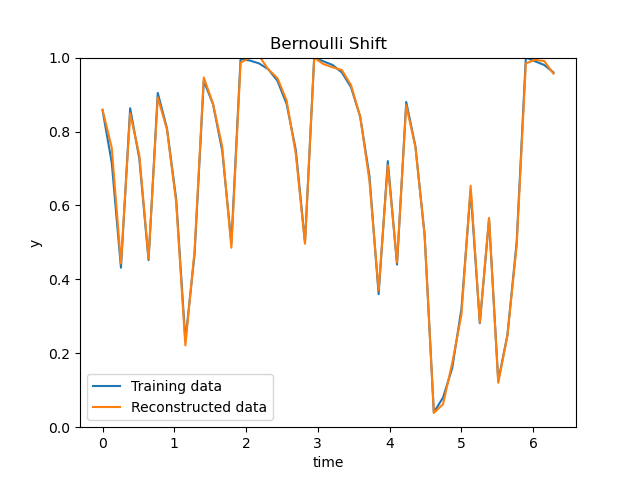 Bernoulli Shift
1.0
0.8
0.6
0.4
0.2
0.0
y
Training data
Reconstructed data
0 1 2 3 4 5 6
time